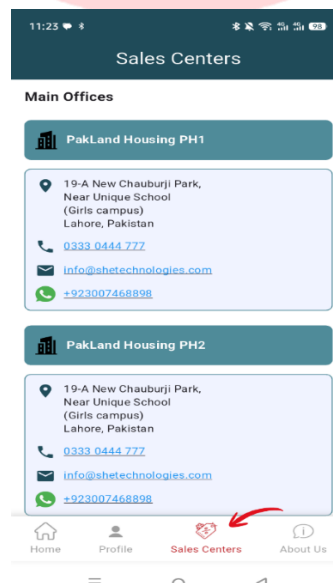 11:23
98
Sales Centers
Main Offices
PakLand Housing PH1
19-A New Chauburji Park,
Near Unique School
(Girls campus)
Lahore, Pakistan
0333 0444 777
info@shetechnologies.com
+923007468898
PakLand Housing PH2
19-A New Chauburji Park,
Near Unique School
(Girls campus)
Lahore, Pakistan
0333 0444 777
info@shetechnologies.com
+923007468898
Home Profile Sales Centers About Us